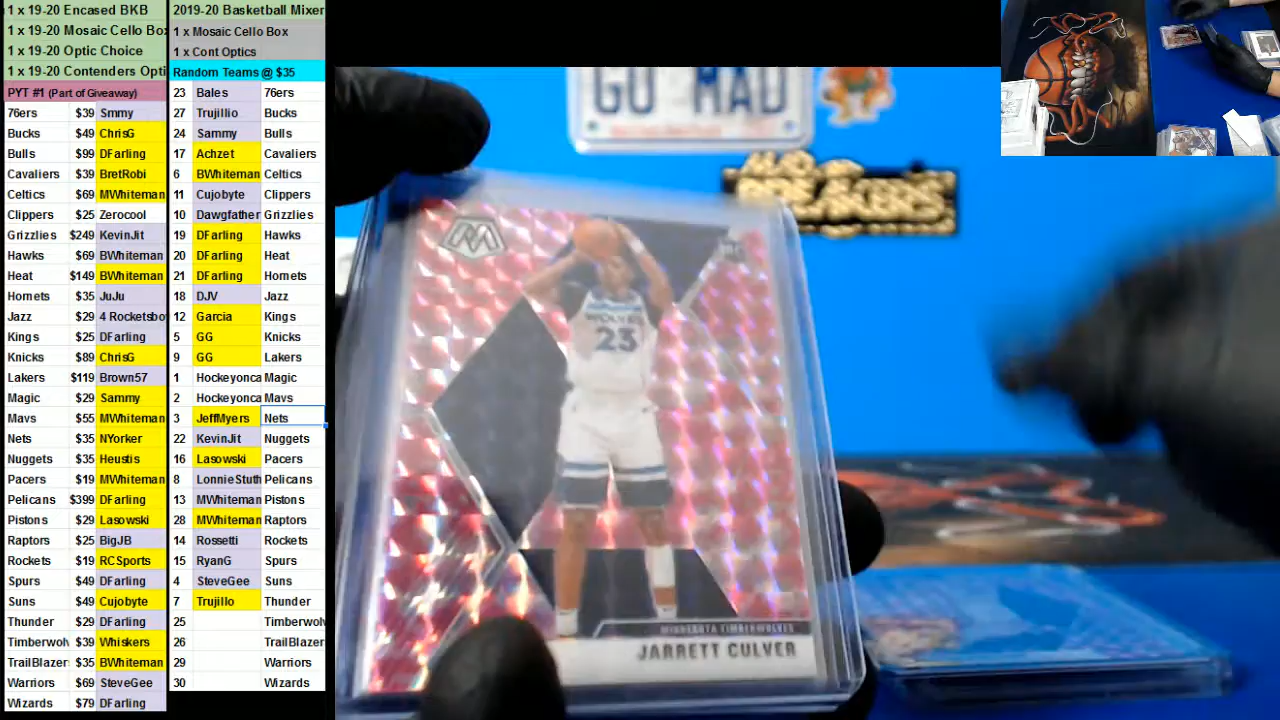 1 x 19-20 Encased BKB
1 x 19-20 Mosaic Cello Box
1 x 19-20 Optic Choice
1 x 19-20 Contenders Opti
PYT #1 (Part of Giveaway)
76ers $39 Smmy
Bucks $49 ChrisG
Bulls $99 DFarling
Cavaliers $39 BretRobi
Celtics $69 MWhiteman
Clippers $25 Zerocool
Grizzlies $249 KevinJit
Hawks $69 BWhiteman
Heat $149 BWhiteman
Hornets $35 JuJu
Jazz $29 4 Rocketsbo
Kings $25 DFarling
Knicks $89 ChrisG
Lakers $119 Brown57
Magic $29 Sammy
Mavs $55 MWhiteman
Nets $35 NYorker
Nuggets $35 Heustis
Pacers $19 MWhiteman
Pelicans $399 DFarling
Pistons $29 Lasowski
Raptors $25 BigJB
Rockets $19 RCSports
Spurs $49 DFarling
Suns $49 Cujobyte
Thunder $29 DFarling
Timberwolv $39 Whiskers
TrailBlazer $35 BWhiteman
Warriors $69 SteveGee
Wizards $79 DFarling
2019-20 Basketball Mixer
1 x Mosaic Cello Box
1 x Cont Optics
Random Teams @ $35
23 Bales 76ers
27 Trujillio Bucks
24 Sammy Bulls
17 Achzet Cavaliers
6 BWhiteman Celtics
11 Cujobyte Clippers
10 Dawgfather Grizzlies
19 DFarling Hawks
20 DFarling Heat
21 DFarling Hornets
18 DJV Jazz
12 Garcia Kings
5 GG Knicks
9 GG Lakers
1 Hockeyonca Magic
2 Hockeyonca Mavs
3 JeffMyers Nets
22 KevinJit Nuggets
16 Lasowski Pacers
8 LonnieStuth Pelicans
13 MWhiteman Pistons
28 MWhiteman Raptors
14 Rossetti Rockets
15 RyanG Spurs
4 SteveGee Suns
7 Trujillo Thunder
25 Timberwolv
26 TrailBlazer
29 Warriors
30 Wizards
GO MAD
BREAKERS
M
WOLVES
23
MINNESOTA TIMBERWOLVES
JARRETT CULVER